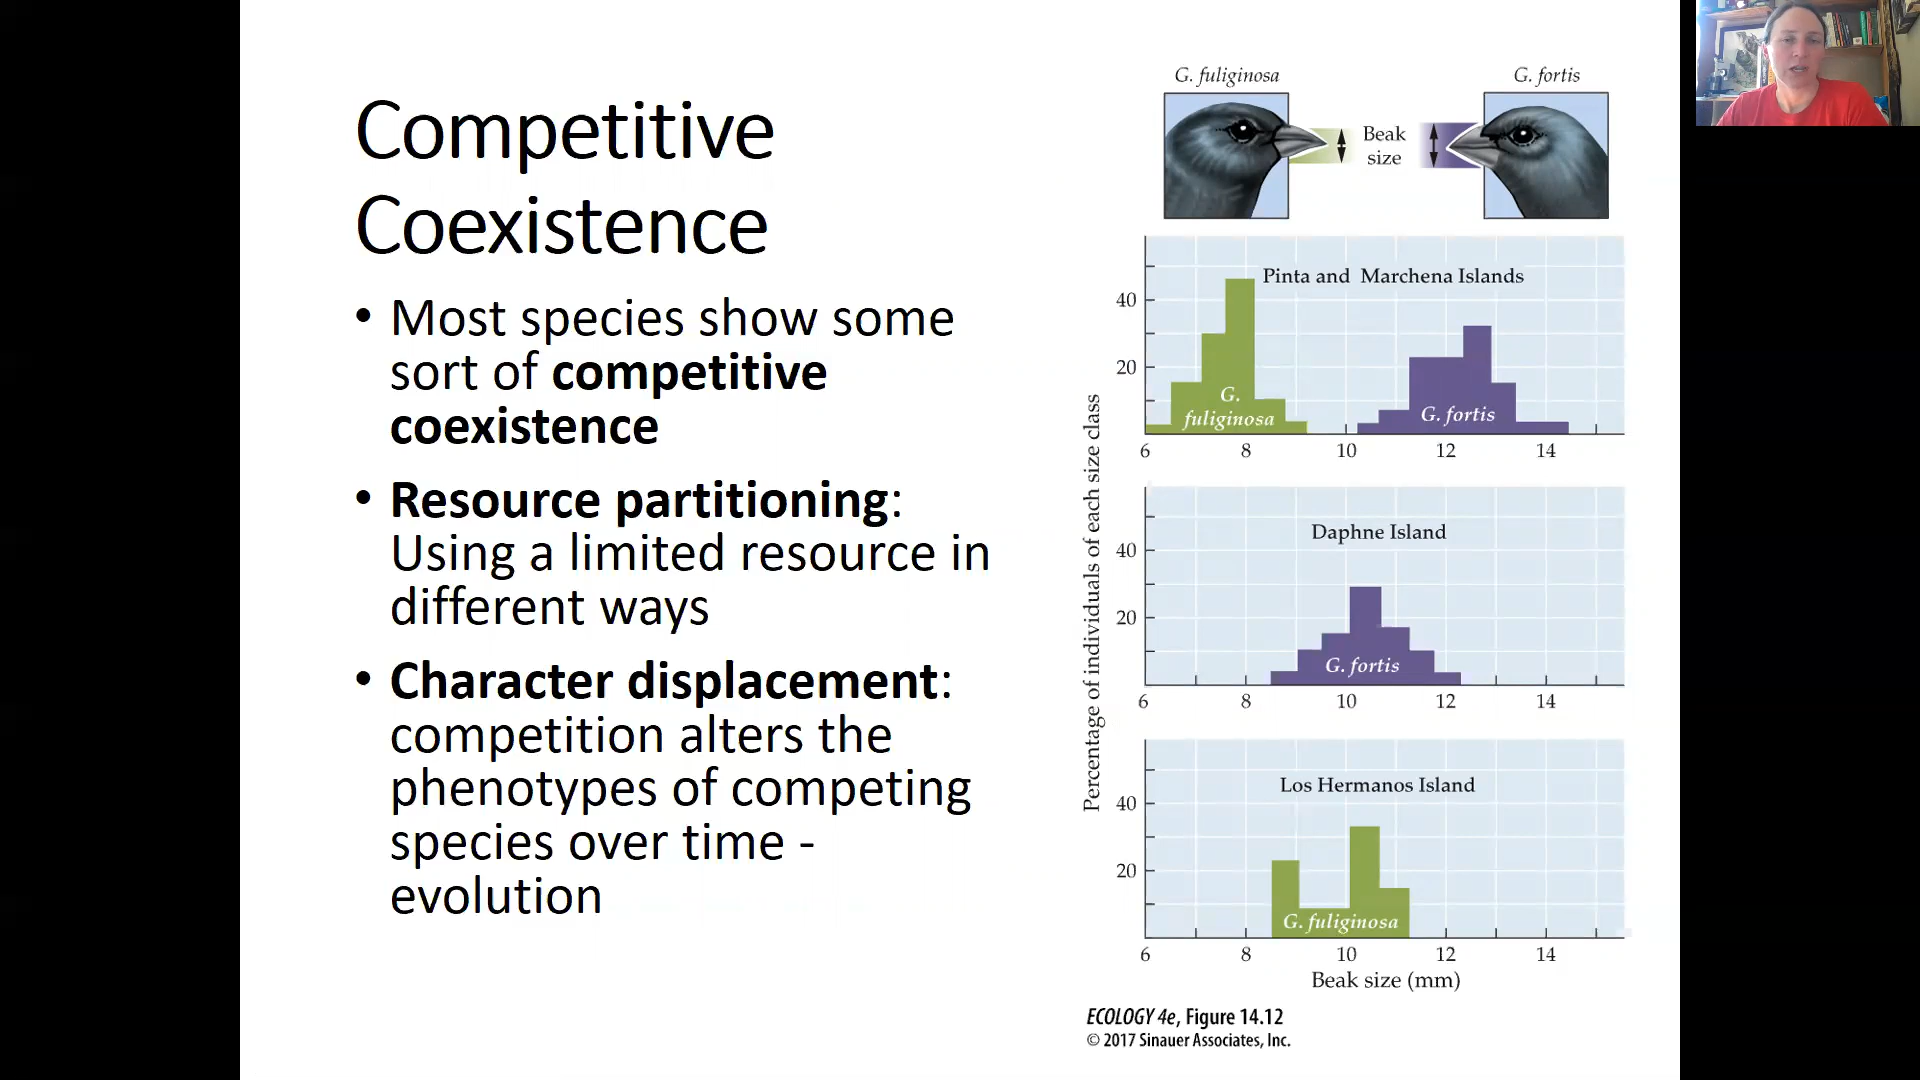 Competitive
Coexistence
• Most species show some
sort of competitive
coexistence
• Resource partitioning:
Using a limited resource in
different ways
• Character displacement:
competition alters the
phenotypes of competing
species over time -
evolution
G. fuliginosa
G. fortis
Beak
size
Percentage of individuals of each size class
Pinta and Marchena Islands
40
20
G.
fuliginosa
G. fortis
6 8 10 12 14
Daphne Island
40
20
G. fortis
6 8 10 12 14
Los Hermanos Island
40
20
G. fuliginosa
6 8 10 12 14
Beak size (mm)
ECOLOGY 4e, Figure 14.12
© 2017 Sinauer Associates, Inc.